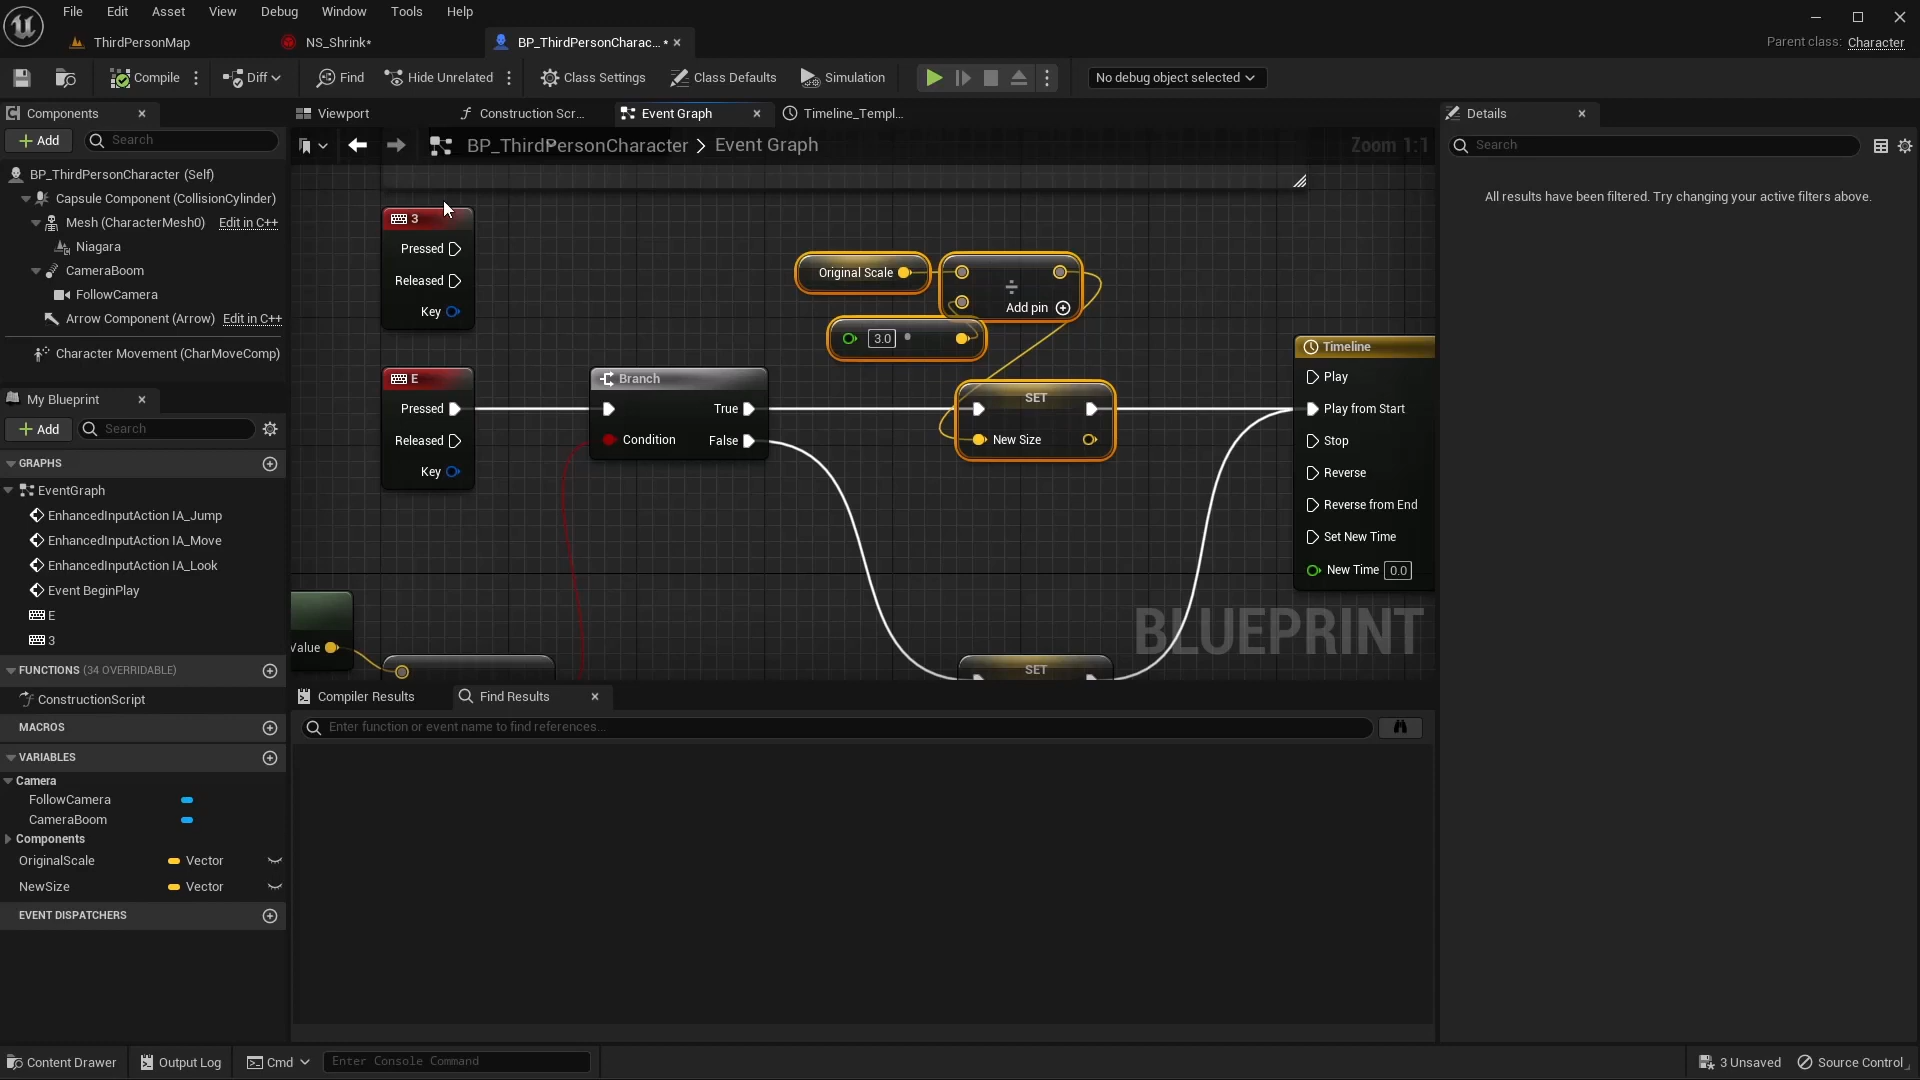 File Edit Asset View Debug Window Tools Help
ThirdPersonMap NS_Shrink* BP_ThirdPersonCharac... *
Parent class: Character
Compile Diff Find Hide Unrelated Class Settings Class Defaults Simulation No debug object selected
Components Viewport Construction Scr... Event Graph Timeline_Templ... Details
Add Search BP_ThirdPersonCharacter > Event Graph Zoom 1:1 Search
BP_ThirdPersonCharacter (Self)
Capsule Component (CollisionCylinder)
Mesh (CharacterMesh0) Edit in C++
Niagara
CameraBoom
FollowCamera
Arrow Component (Arrow) Edit in C++
Character Movement (CharMoveComp)
My Blueprint
Add Search
GRAPHS
EventGraph
EnhancedInputAction IA_Jump
EnhancedInputAction IA_Move
EnhancedInputAction IA_Look
Event BeginPlay
E
3
FUNCTIONS (34 OVERRIDABLE)
ConstructionScript
MACROS
VARIABLES
Camera
FollowCamera
CameraBoom
Components
OriginalScale Vector
NewSize Vector
EVENT DISPATCHERS
3
Pressed
Released
Key
E
Pressed
Released
Key
Branch
True
Condition False
Original Scale
÷
Add pin
3.0
SET
New Size
Timeline
Play
Play from Start
Stop
Reverse
Reverse from End
Set New Time
New Time 0.0
Value
SET
BLUEPRINT
All results have been filtered. Try changing your active filters above.
Compiler Results Find Results
Enter function or event name to find references...
Content Drawer Output Log Cmd Enter Console Command 3 Unsaved Source Control